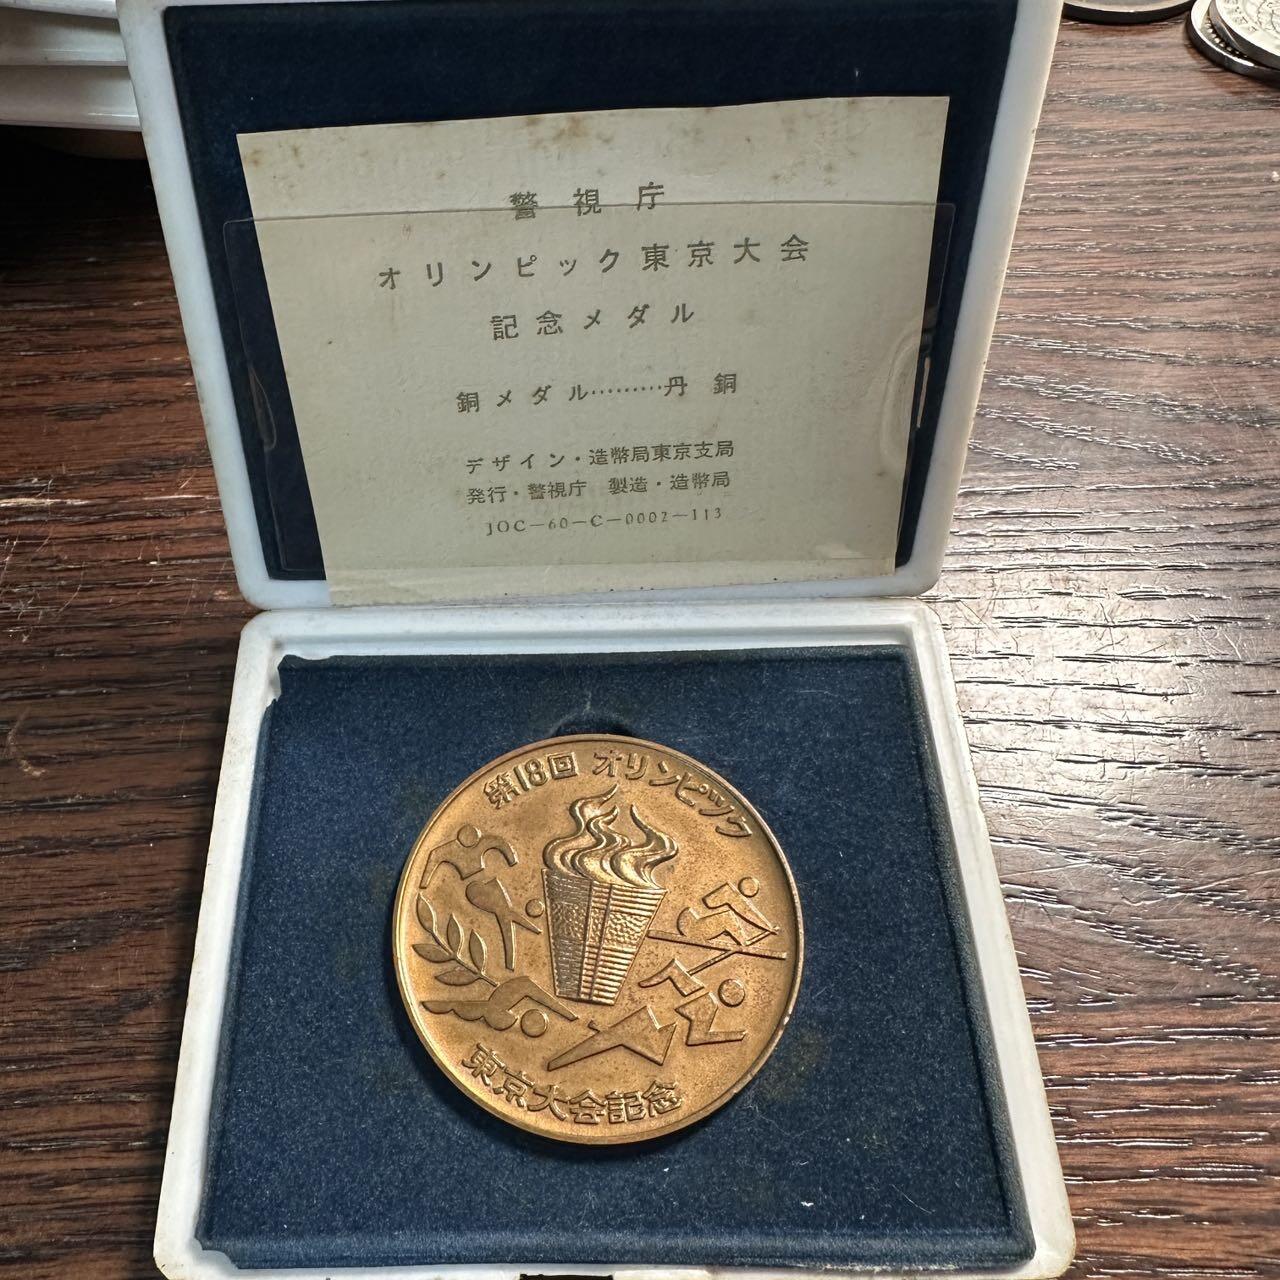 警視庁
オリンピック東京大会
記念メダル
銅メダル………丹銅
デザイン・造幣局東京支局
発行・警視庁 製造・造幣局
JOC－60－C－0002－113
第18回 オリンピック
東京大会記念